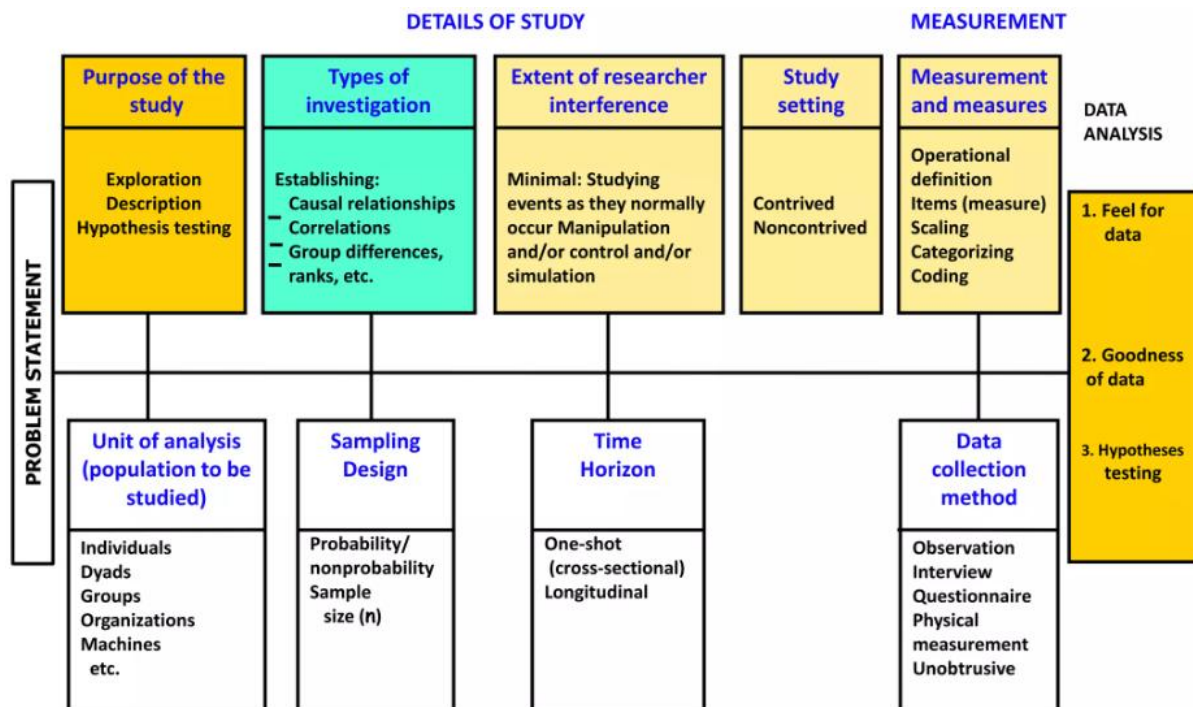 DETAILS OF STUDY
MEASUREMENT
Purpose of the
study
Exploration
Description
Hypothesis testing
Types of
investigation
Establishing:
Causal relationships
Correlations
Group differences,
ranks, etc.
Extent of researcher
interference
Minimal: Studying
events as they normally
occur Manipulation
and/or control and/or
simulation
Study
setting
Contrived
Noncontrived
Measurement
and measures
Operational
definition
Items (measure)
Scaling
Categorizing
Coding
DATA
ANALYSIS
1. Feel for
data
2. Goodness
of data
3. Hypotheses
testing
PROBLEM STATEMENT
Unit of analysis
(population to be
studied)
Individuals
Dyads
Groups
Organizations
Machines
etc.
Sampling
Design
Probability/
nonprobability
Sample
size (n)
Time
Horizon
One-shot
(cross-sectional)
Longitudinal
Data
collection
method
Observation
Interview
Questionnaire
Physical
measurement
Unobtrusive